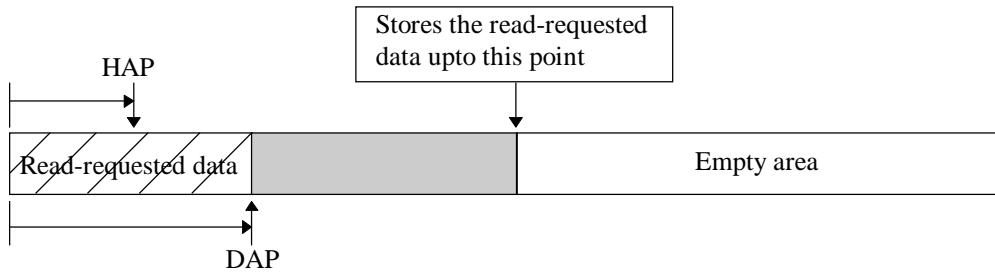 Stores the read-requested
data upto this point
HAP
Read-requested data
Empty area
DAP